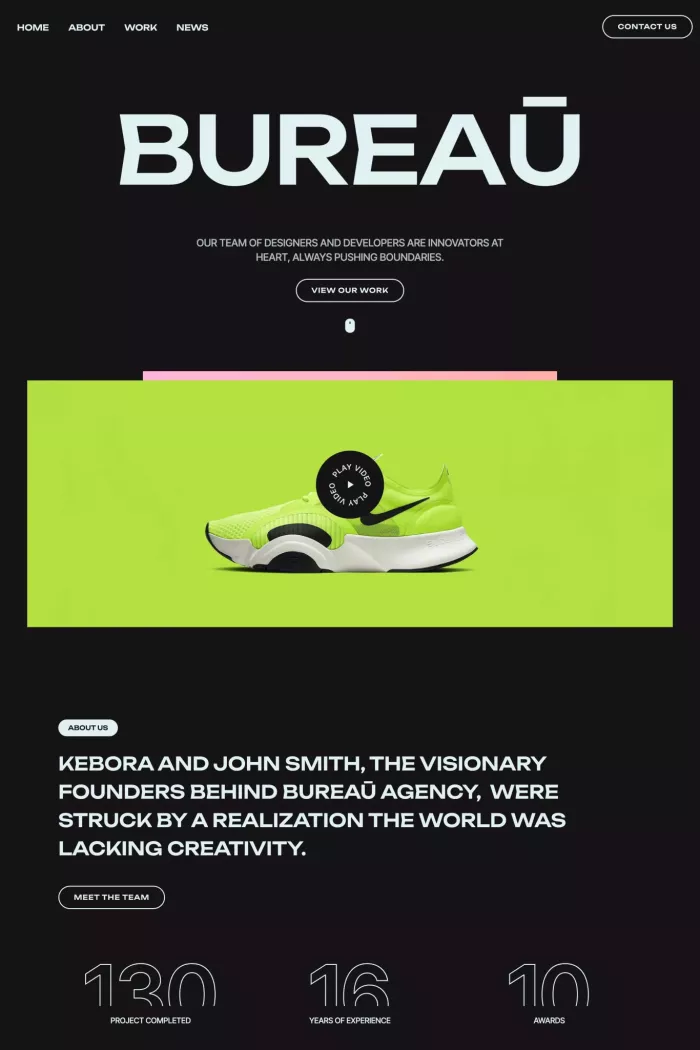 HOME ABOUT WORK NEWS CONTACT US
BUREAŪ
OUR TEAM OF DESIGNERS AND DEVELOPERS ARE INNOVATORS AT
HEART, ALWAYS PUSHING BOUNDARIES.
VIEW OUR WORK
PLAY VIDEO PLAY VIDEO
ABOUT US
KEBORA AND JOHN SMITH, THE VISIONARY
FOUNDERS BEHIND BUREAŪ AGENCY, WERE
STRUCK BY A REALIZATION THE WORLD WAS
LACKING CREATIVITY.
MEET THE TEAM
130 16 10
PROJECT COMPLETED YEARS OF EXPERIENCE AWARDS